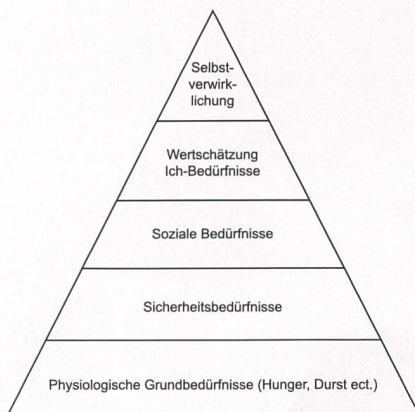 Selbst-
verwirk-
lichung
Wertschätzung
Ich-Bedürfnisse
Soziale Bedürfnisse
Sicherheitsbedürfnisse
Physiologische Grundbedürfnisse (Hunger, Durst ect.)